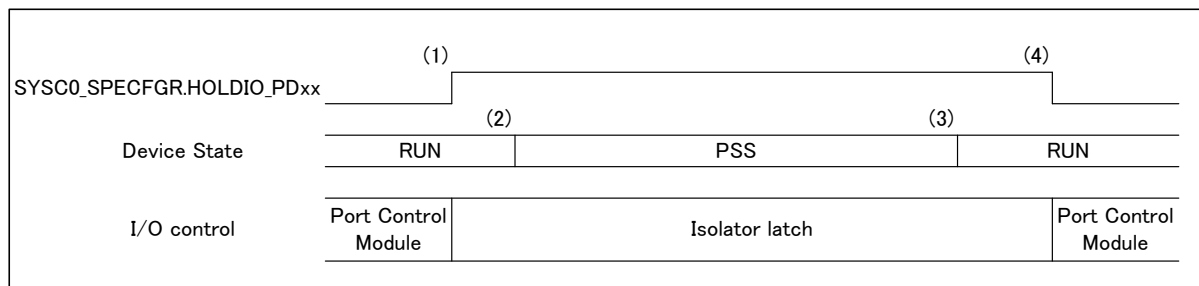 (1)
(4)
SYSC0_SPECFGR.HOLDIO_PDxx
(2)
(3)
Device State
RUN
PSS
RUN
I/O control
Port Control
Module
Isolator latch
Port Control
Module